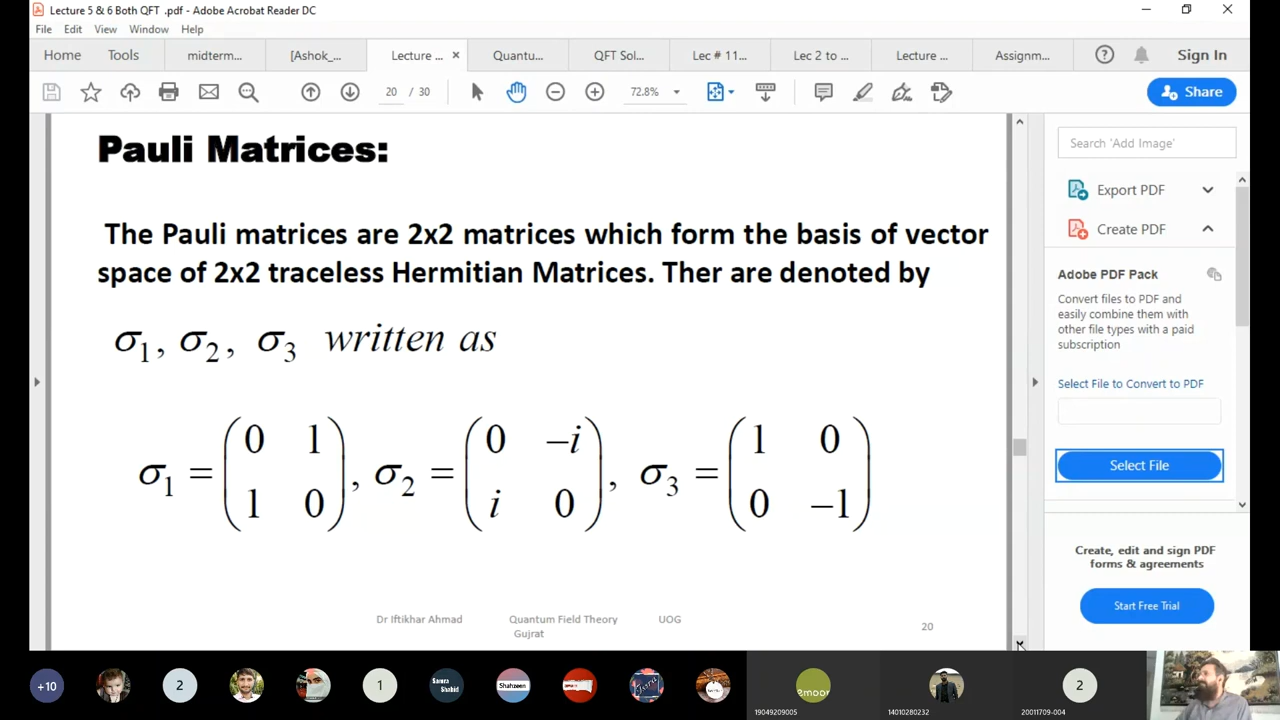 Lecture 5 & 6 Both QFT .pdf - Adobe Acrobat Reader DC
File Edit View Window Help
Home Tools midterm... [Ashok_... Lecture ... × Quantu... QFT Sol... Lec # 11... Lec 2 to ... Lecture ... Assignm... Sign In
20 / 30 72.8% Share
Pauli Matrices:
The Pauli matrices are 2x2 matrices which form the basis of vector
space of 2x2 traceless Hermitian Matrices. Ther are denoted by
σ1, σ2, σ3 written as
σ1 = (0 1
1 0), σ2 = (0 −i
i 0), σ3 = (1 0
0 −1)
Dr Iftikhar Ahmad Quantum Field Theory UOG
Gujrat
20
Search 'Add Image'
Export PDF
Create PDF
Adobe PDF Pack
Convert files to PDF and
easily combine them with
other file types with a paid
subscription
Select File to Convert to PDF
Select File
Create, edit and sign PDF
forms & agreements
Start Free Trial
+10 2 1 Shahzeen 2
19049209005 14010280232 20011709-004